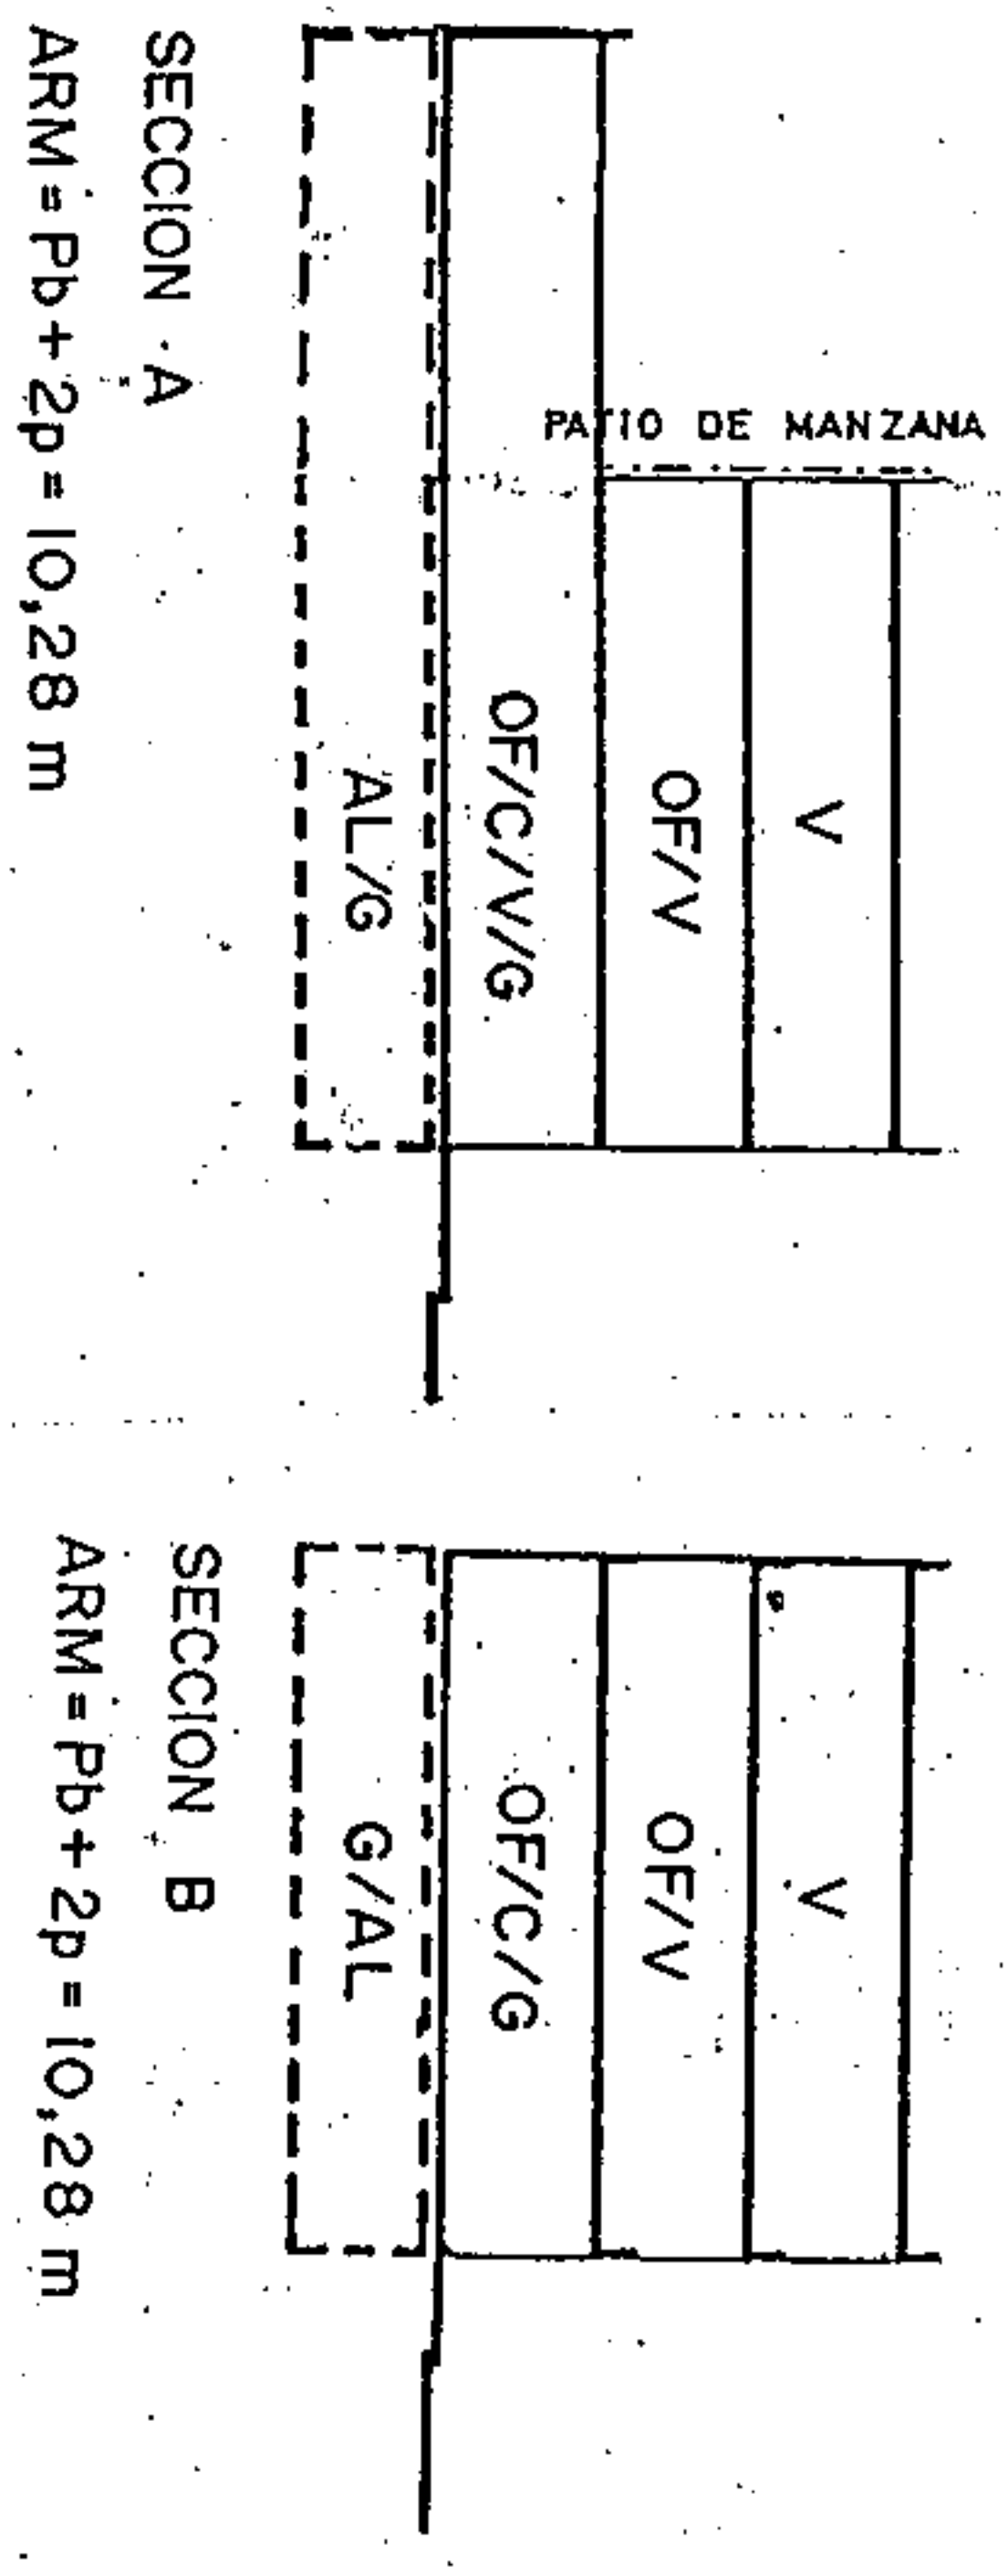 PATIO DE MANZANA
V
OF/V
OF/C/V/G
AL/G
SECCION A
ARM = Pb + 2p = 10,28 m
V
OF/V
OF/C/G
G/AL
SECCION B
ARM = Pb + 2p = 10,28 m